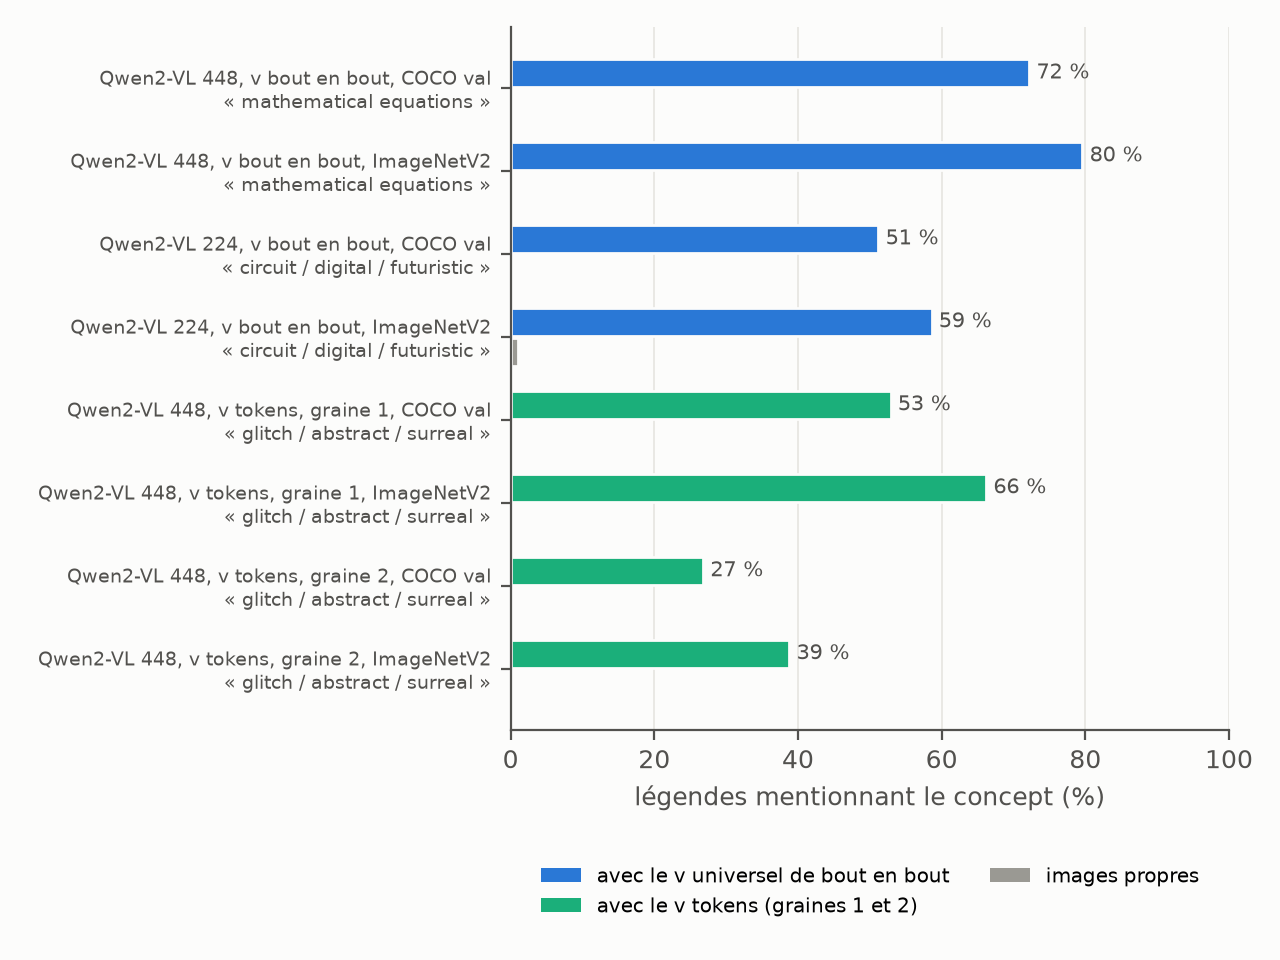 Qwen2-VL 448, v bout en bout, COCO val
« mathematical equations »
72 %
Qwen2-VL 448, v bout en bout, ImageNetV2
« mathematical equations »
80 %
Qwen2-VL 224, v bout en bout, COCO val
« circuit / digital / futuristic »
51 %
Qwen2-VL 224, v bout en bout, ImageNetV2
« circuit / digital / futuristic »
59 %
Qwen2-VL 448, v tokens, graine 1, COCO val
« glitch / abstract / surreal »
53 %
Qwen2-VL 448, v tokens, graine 1, ImageNetV2
« glitch / abstract / surreal »
66 %
Qwen2-VL 448, v tokens, graine 2, COCO val
« glitch / abstract / surreal »
27 %
Qwen2-VL 448, v tokens, graine 2, ImageNetV2
« glitch / abstract / surreal »
39 %
0 20 40 60 80 100
légendes mentionnant le concept (%)
avec le v universel de bout en bout
avec le v tokens (graines 1 et 2)
images propres